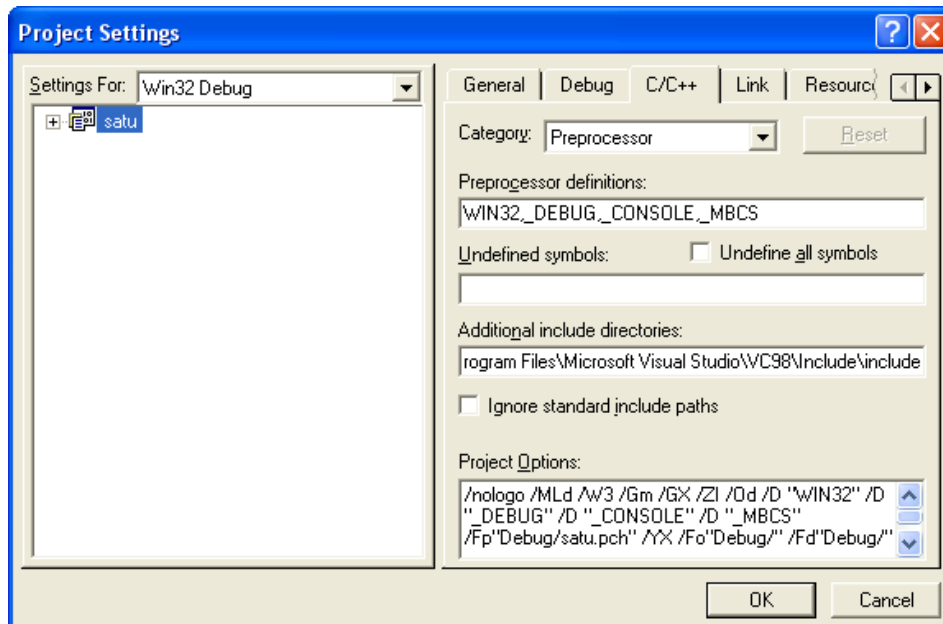 Project Settings
Settings For: Win32 Debug
satu
General Debug C/C++ Link Resourc
Category: Preprocessor Reset
Preprocessor definitions:
WIN32,_DEBUG,_CONSOLE,_MBCS
Undefined symbols: Undefine all symbols
Additional include directories:
rogram Files\Microsoft Visual Studio\VC98\Include\include
Ignore standard include paths
Project Options:
/nologo /MLd /W3 /Gm /GX /ZI /Od /D "WIN32" /D
"_DEBUG" /D "_CONSOLE" /D "_MBCS"
/Fp"Debug/satu.pch" /YX /Fo"Debug/" /Fd"Debug/"
OK Cancel